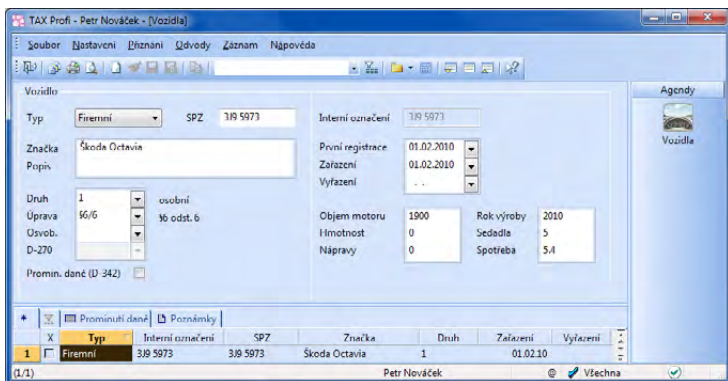 TAX Profi - Petr Nováček - [Vozidla]
Soubor Nastavení Přiznání Odvody Záznam Nápověda
Vozidlo
Agendy
Typ Firemní SPZ 3J9 5973 Interní označení 3J9 5973
Vozidla
Značka Škoda Octavia První registrace 01.02.2010
Popis Zařazení 01.02.2010
Vyřazení . .
Druh 1 osobní
Úprava §6/6 §6 odst. 6 Objem motoru 1900 Rok výroby 2010
Osvob. Hmotnost 0 Sedadla 5
D-270 Nápravy 0 Spotřeba 5.4
Promin. daně (D-342)
* Prominutí daně Poznámky
X Typ Interní označení SPZ Značka Druh Zařazení Vyřazení
1 Firemní 3J9 5973 3J9 5973 Škoda Octavia 1 01.02.10
(1/1) Petr Nováček @ Všechna